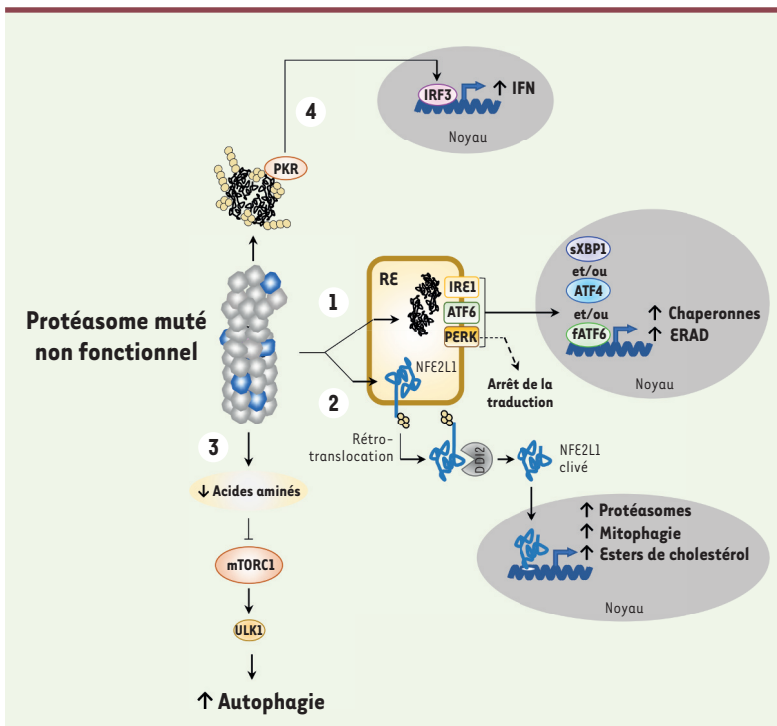 4
IRF3
↑ IFN
Noyau
PKR
Protéasome muté
non fonctionnel
1
RE
IRE1
ATF6
PERK
Arrêt de la
traduction
sXBP1
et/ou
ATF4
et/ou
fATF6
↑ Chaperonnes
↑ ERAD
Noyau
2
NFE2L1
Rétro-
translocation
DDI2
NFE2L1
clivé
↑ Protéasomes
↑ Mitophagie
↑ Esters de cholestérol
Noyau
3
↓ Acides aminés
mTORC1
ULK1
↑ Autophagie